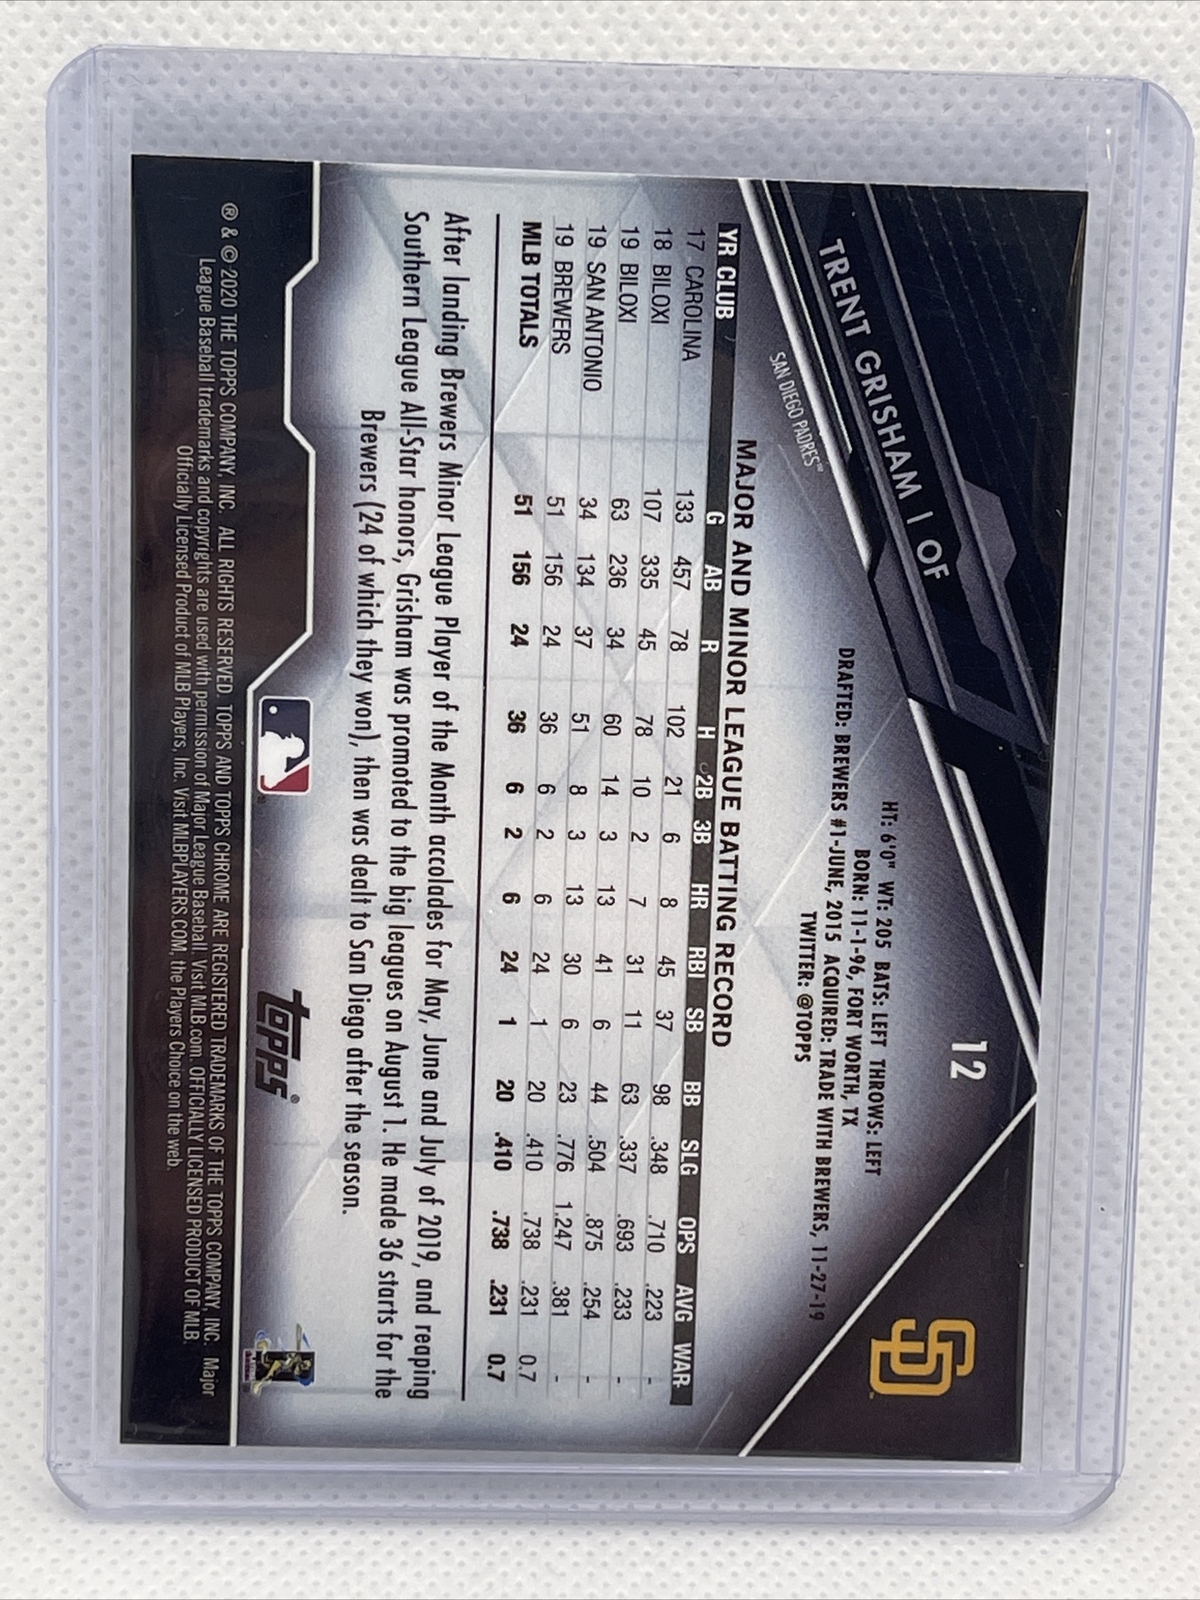 12
TRENT GRISHAM | OF
SAN DIEGO PADRES™
SD
HT: 6'0" WT: 205 BATS: LEFT THROWS: LEFT
BORN: 11-1-96, FORT WORTH, TX
DRAFTED: BREWERS #1-JUNE, 2015 ACQUIRED: TRADE WITH BREWERS, 11-27-19
TWITTER: @TOPPS
MAJOR AND MINOR LEAGUE BATTING RECORD
YR CLUB G AB R H 2B 3B HR RBI SB BB SLG OPS AVG WAR
17 CAROLINA 133 457 78 102 21 6 8 45 37 98 .348 .710 .223 -
18 BILOXI 107 335 45 78 10 2 7 31 11 63 .337 .693 .233 -
19 BILOXI 63 236 34 60 14 3 13 41 6 44 .504 .875 .254 -
19 SAN ANTONIO 34 134 37 51 8 3 13 30 6 23 .776 1.247 .381 -
19 BREWERS 51 156 24 36 6 2 6 24 1 20 .410 .738 .231 0.7
MLB TOTALS 51 156 24 36 6 2 6 24 1 20 .410 .738 .231 0.7
After landing Brewers Minor League Player of the Month accolades for May, June and July of 2019, and reaping
Southern League All-Star honors, Grisham was promoted to the big leagues on August 1. He made 36 starts for the
Brewers (24 of which they won), then was dealt to San Diego after the season.
topps®
® & © 2020 THE TOPPS COMPANY, INC. ALL RIGHTS RESERVED. TOPPS AND TOPPS CHROME ARE REGISTERED TRADEMARKS OF THE TOPPS COMPANY, INC. Major
League Baseball trademarks and copyrights are used with permission of Major League Baseball. Visit MLB.com. OFFICIALLY LICENSED PRODUCT OF MLB
Officially Licensed Product of MLB Players, Inc. Visit MLBPLAYERS.COM, the Players Choice on the web.